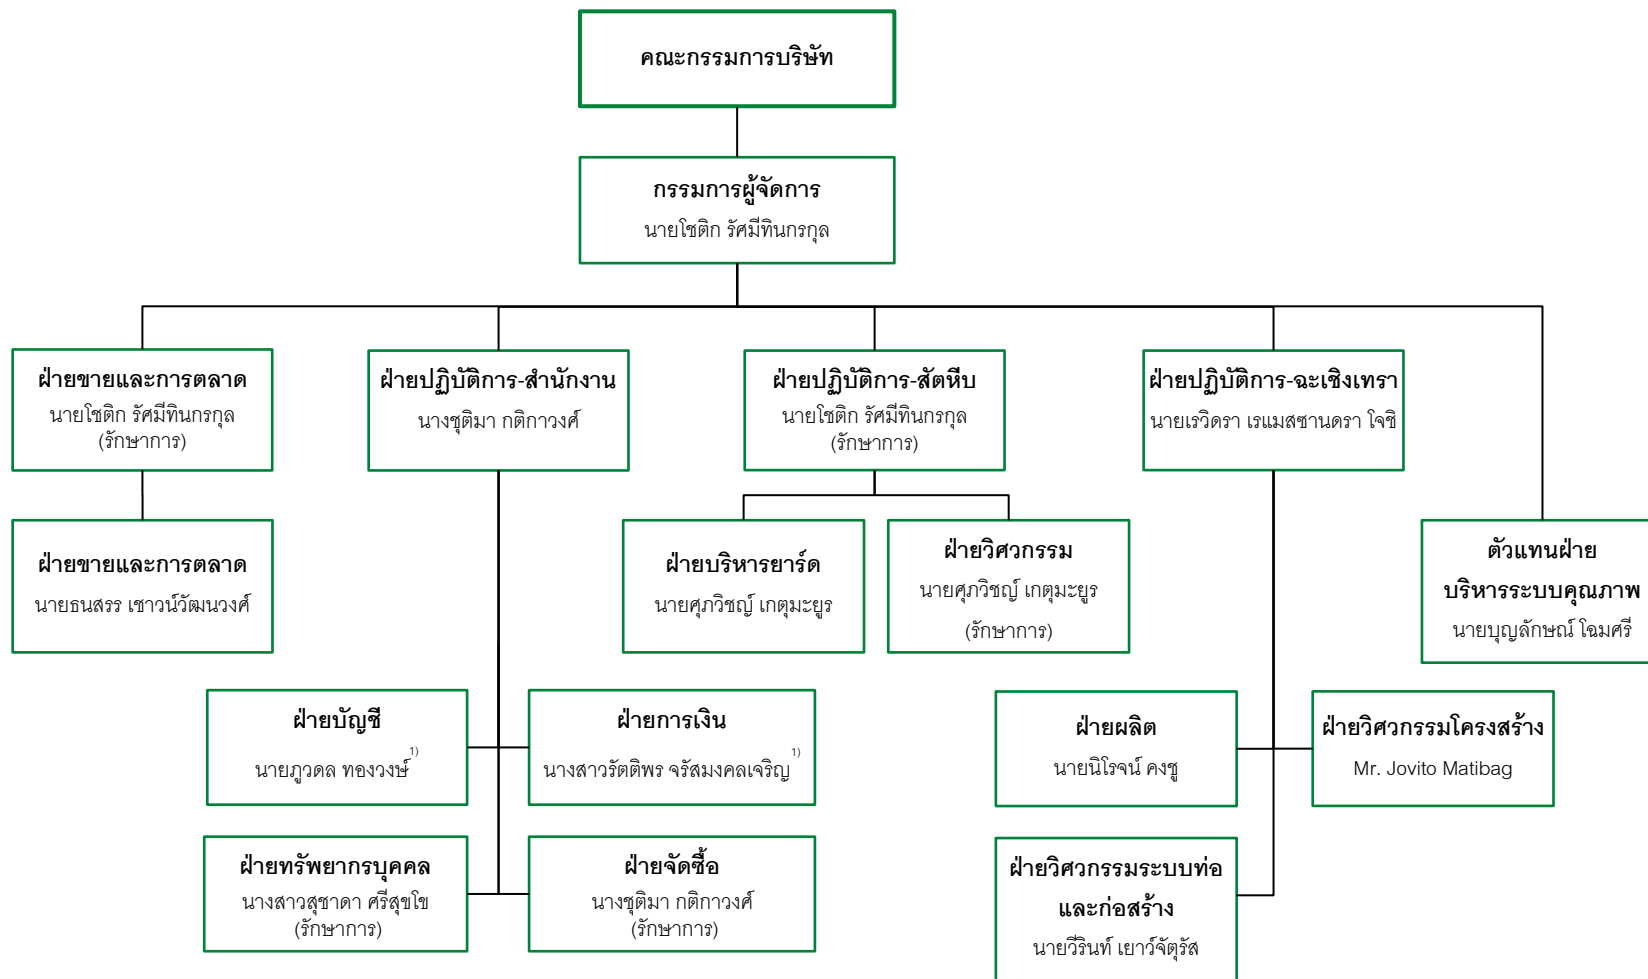 คณะกรรมการบริษัท
กรรมการผู้จัดการ
นายโชติก รัศมีทินกรกุล
ฝ่ายขายและการตลาด
นายโชติก รัศมีทินกรกุล
(รักษาการ)
ฝ่ายปฏิบัติการ-สำนักงาน
นางชุติมา กติกาวงศ์
ฝ่ายปฏิบัติการ-สัตหีบ
นายโชติก รัศมีทินกรกุล
(รักษาการ)
ฝ่ายปฏิบัติการ-ฉะเชิงเทรา
นายเรวิดรา เรแมสซานดรา โจชิ
ฝ่ายขายและการตลาด
นายธนสรร เชาวน์วัฒนวงศ์
ฝ่ายบริหารยาร์ด
นายศุภวิชญ์ เกตุมะยูร
ฝ่ายวิศวกรรม
นายศุภวิชญ์ เกตุมะยูร
(รักษาการ)
ตัวแทนฝ่าย
บริหารระบบคุณภาพ
นายบุญลักษณ์ โฉมศรี
ฝ่ายบัญชี
นายภูวดล ทองวงษ์ 1)
ฝ่ายการเงิน
นางสาวรัตติพร จรัสมงคลเจริญ 1)
ฝ่ายผลิต
นายนิโรจน์ คงชู
ฝ่ายวิศวกรรมโครงสร้าง
Mr. Jovito Matibag
ฝ่ายทรัพยากรบุคคล
นางสาวสุชาดา ศรีสุขโข
(รักษาการ)
ฝ่ายจัดซื้อ
นางชุติมา กติกาวงศ์
(รักษาการ)
ฝ่ายวิศวกรรมระบบท่อ
และก่อสร้าง
นายวีรินท์ เยาว์จัตุรัส